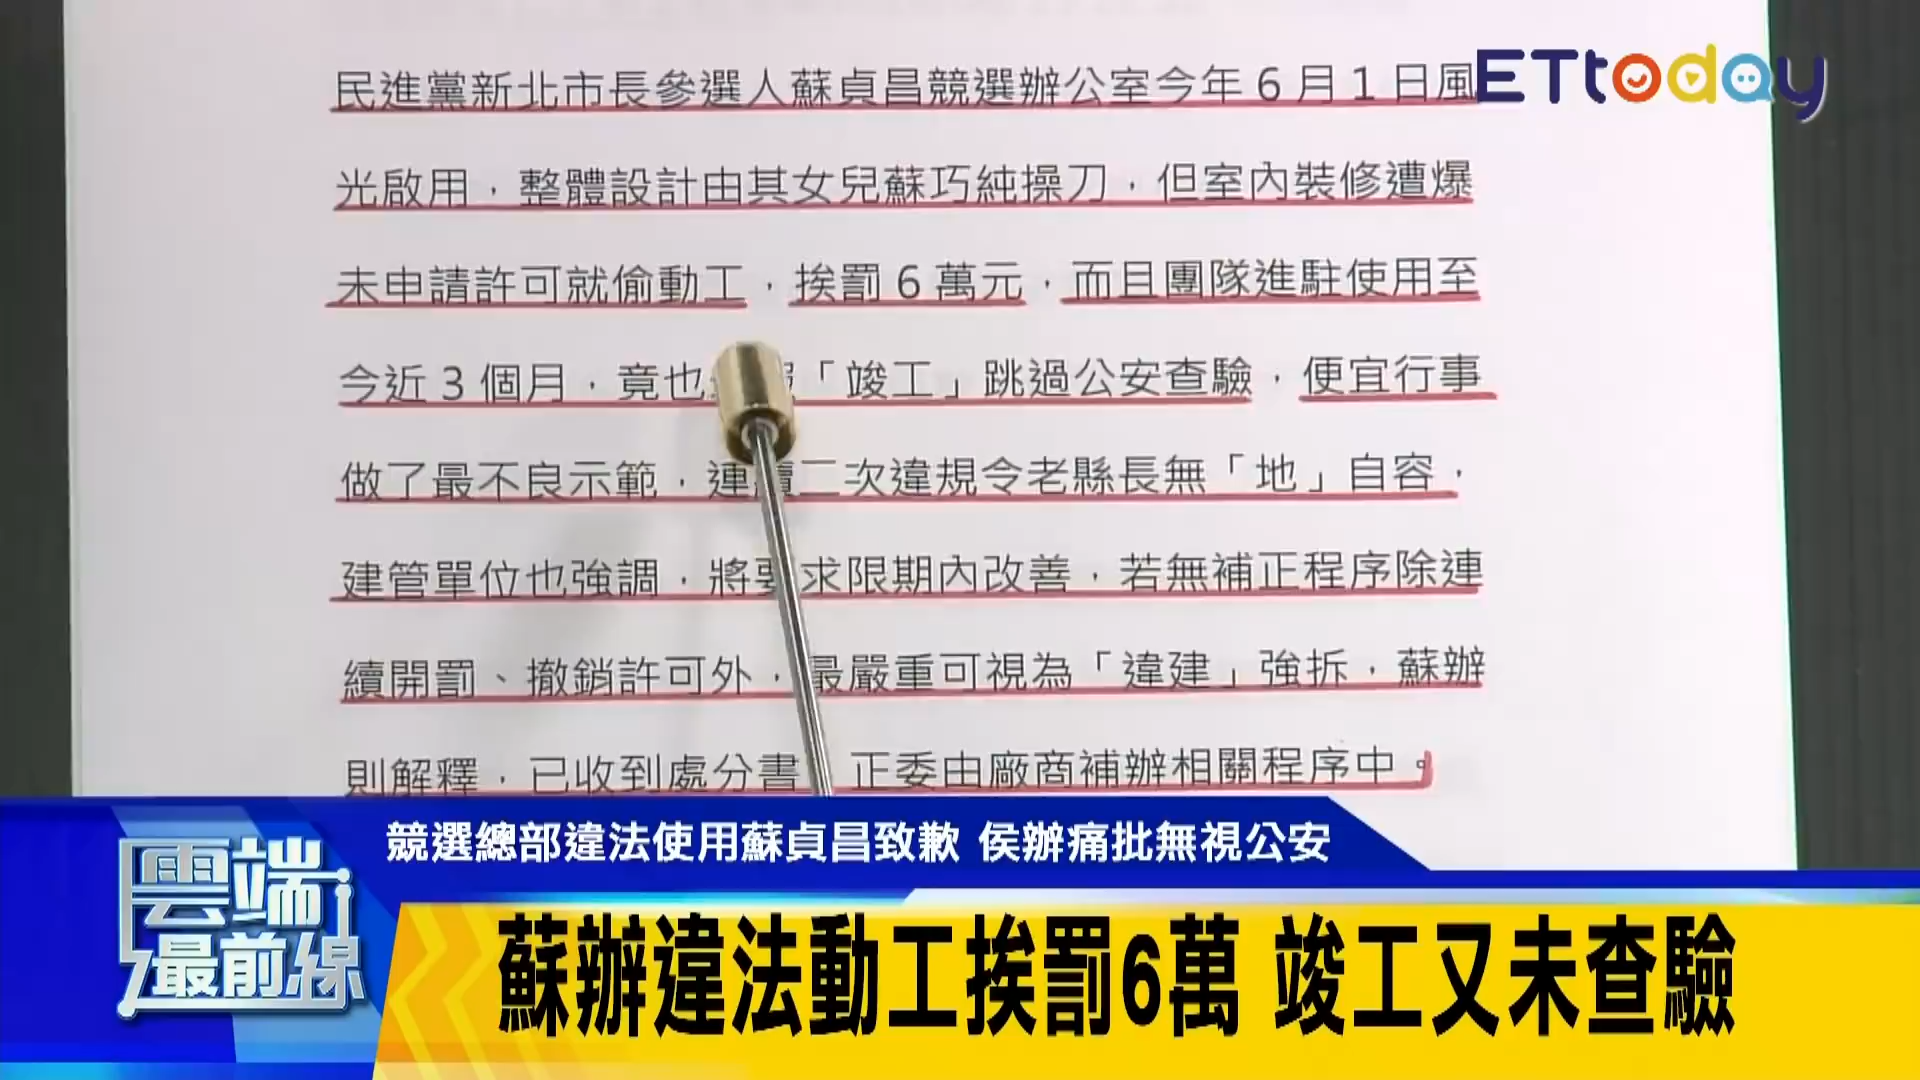 ETtoday
民進黨新北市長參選人蘇貞昌競選辦公室今年6月1日風
光啟用,整體設計由其女兒蘇巧純操刀,但室內裝修遭爆
未申請許可就偷動工,挨罰6萬元,而且團隊進駐使用至
今近3個月,竟也「竣工」跳過公安查驗,便宜行事
做了最不良示範,連續二次違規令老縣長無「地」自容,
建管單位也強調,將要求限期內改善,若無補正程序除連
續開罰、撤銷許可外,最嚴重可視為「違建」強拆,蘇辦
則解釋,已收到處分書 正委由廠商補辦相關程序中。
競選總部違法使用蘇貞昌致歉 侯辦痛批無視公安
雲端最前線
蘇辦違法動工挨罰6萬 竣工又未查驗